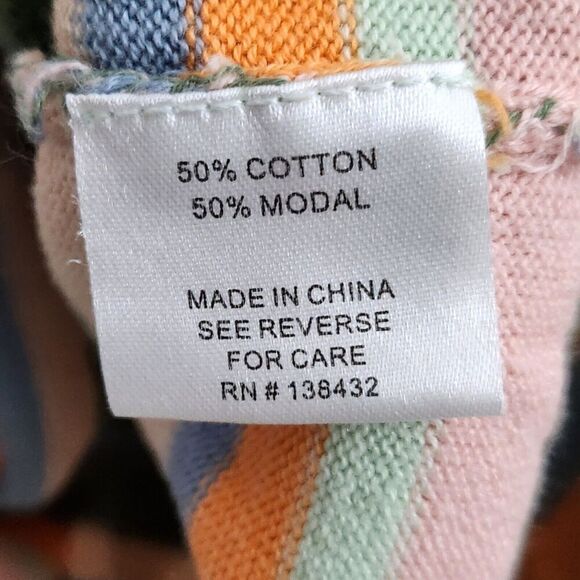 50% COTTON
50% MODAL
MADE IN CHINA
SEE REVERSE
FOR CARE
RN # 138432